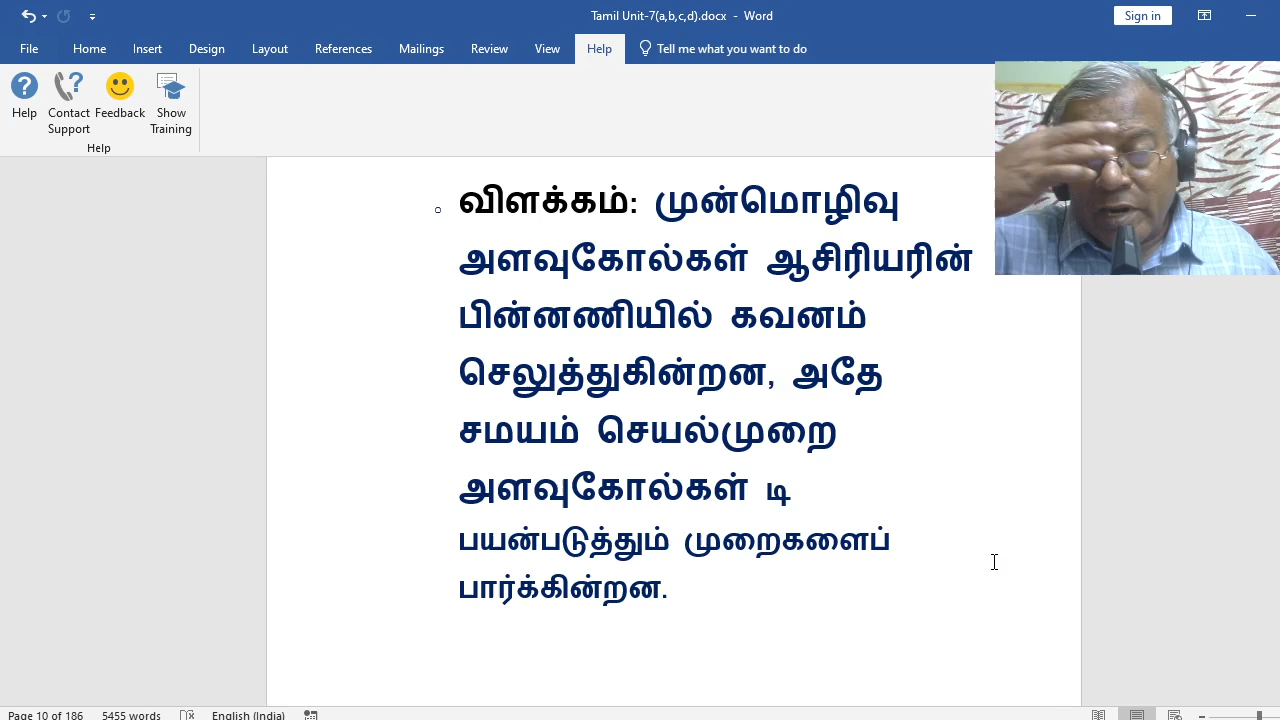 Tamil Unit-7(a,b,c,d).docx - Word
Sign in
File Home Insert Design Layout References Mailings Review View Help Tell me what you want to do
Help Contact Support Feedback Show Training
Help
விளக்கம்: முன்மொழிவு
அளவுகோல்கள் ஆசிரியரின்
பின்னணியில் கவனம்
செலுத்துகின்றன, அதே
சமயம் செயல்முறை
அளவுகோல்கள் டி
பயன்படுத்தும் முறைகளைப்
பார்க்கின்றன.
Page 10 of 186 5455 words English (India)